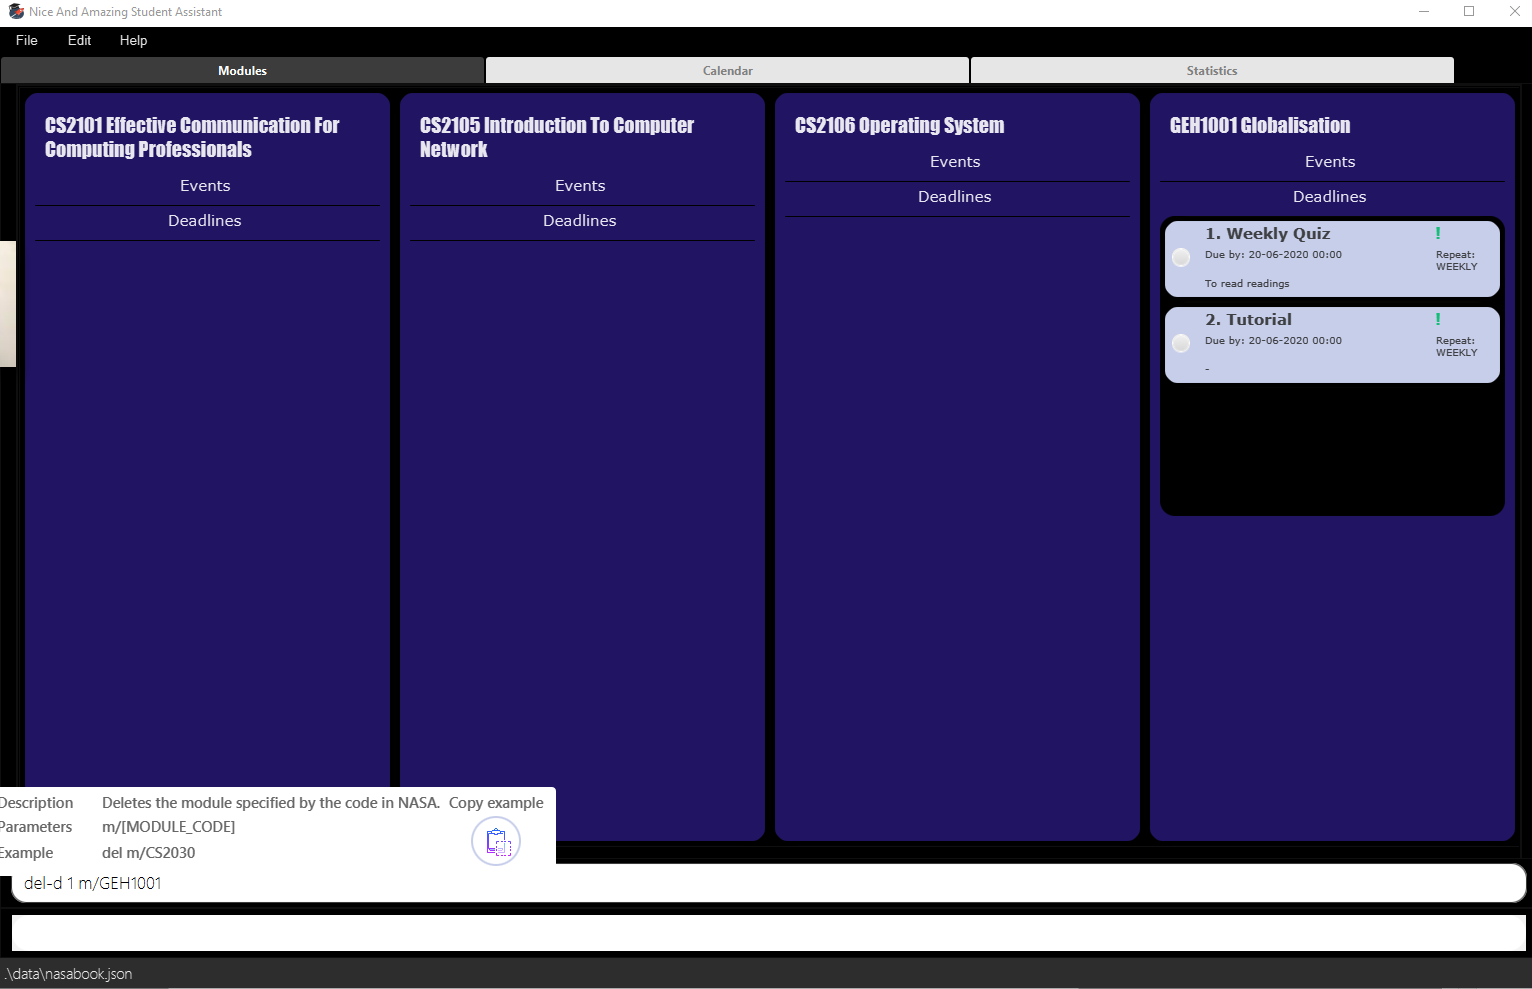 Nice And Amazing Student Assistant
File Edit Help
Modules Calendar Statistics
CS2101 Effective Communication For
Computing Professionals
Events
Deadlines
CS2105 Introduction To Computer
Network
Events
Deadlines
CS2106 Operating System
Events
Deadlines
GEH1001 Globalisation
Events
Deadlines
1. Weekly Quiz !
Due by: 20-06-2020 00:00 Repeat:
WEEKLY
To read readings
2. Tutorial !
Due by: 20-06-2020 00:00 Repeat:
WEEKLY
-
Description Deletes the module specified by the code in NASA. Copy example
Parameters m/[MODULE_CODE]
Example del m/CS2030
del-d 1 m/GEH1001
.\data\nasabook.json